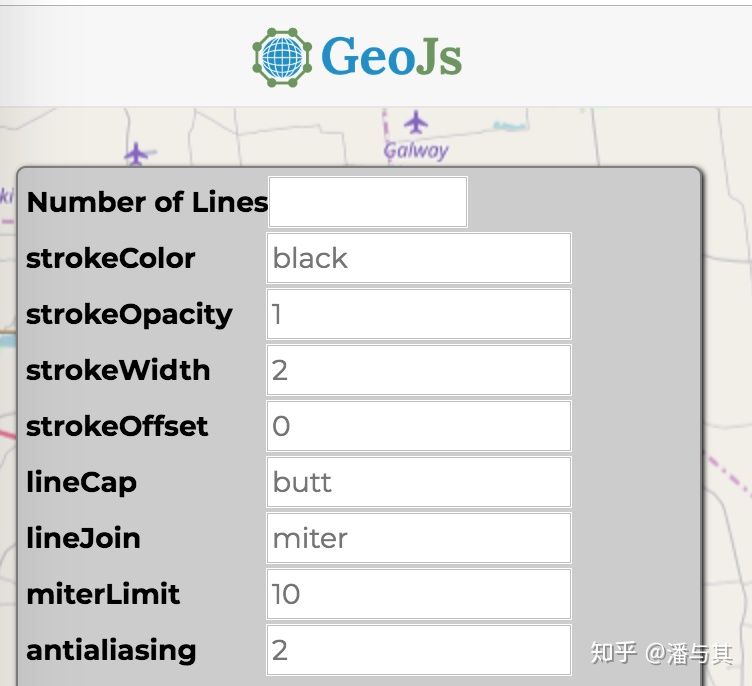 GeoJs
Galway
ki
Number of Lines
strokeColor black
strokeOpacity 1
strokeWidth 2
strokeOffset 0
lineCap butt
lineJoin miter
miterLimit 10
antialiasing 2
知乎 @潘与其